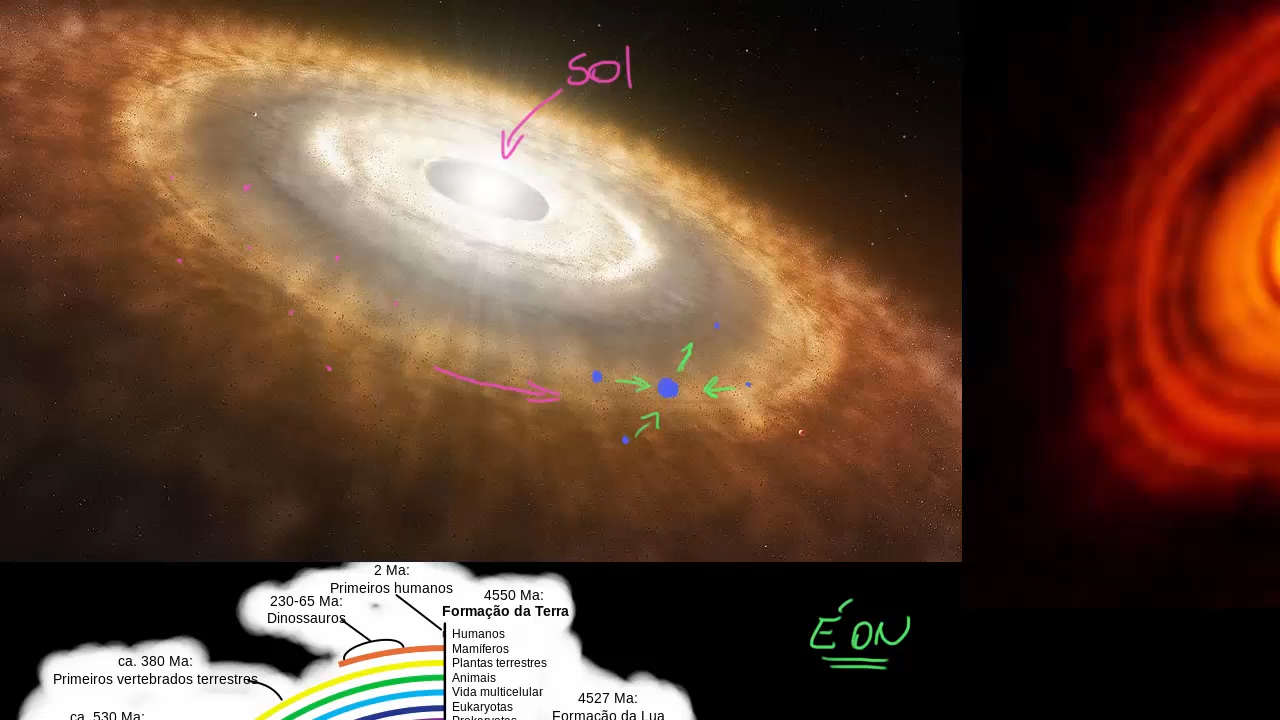 sol
ÉON
2 Ma:
Primeiros humanos
230-65 Ma:
Dinossauros
4550 Ma:
Formação da Terra
Humanos
Mamíferos
Plantas terrestres
Animais
Vida multicelular
Eukaryotas
Prokaryotas
ca. 380 Ma:
Primeiros vertebrados terrestres
ca. 530 Ma:
4527 Ma:
Formação da Lua